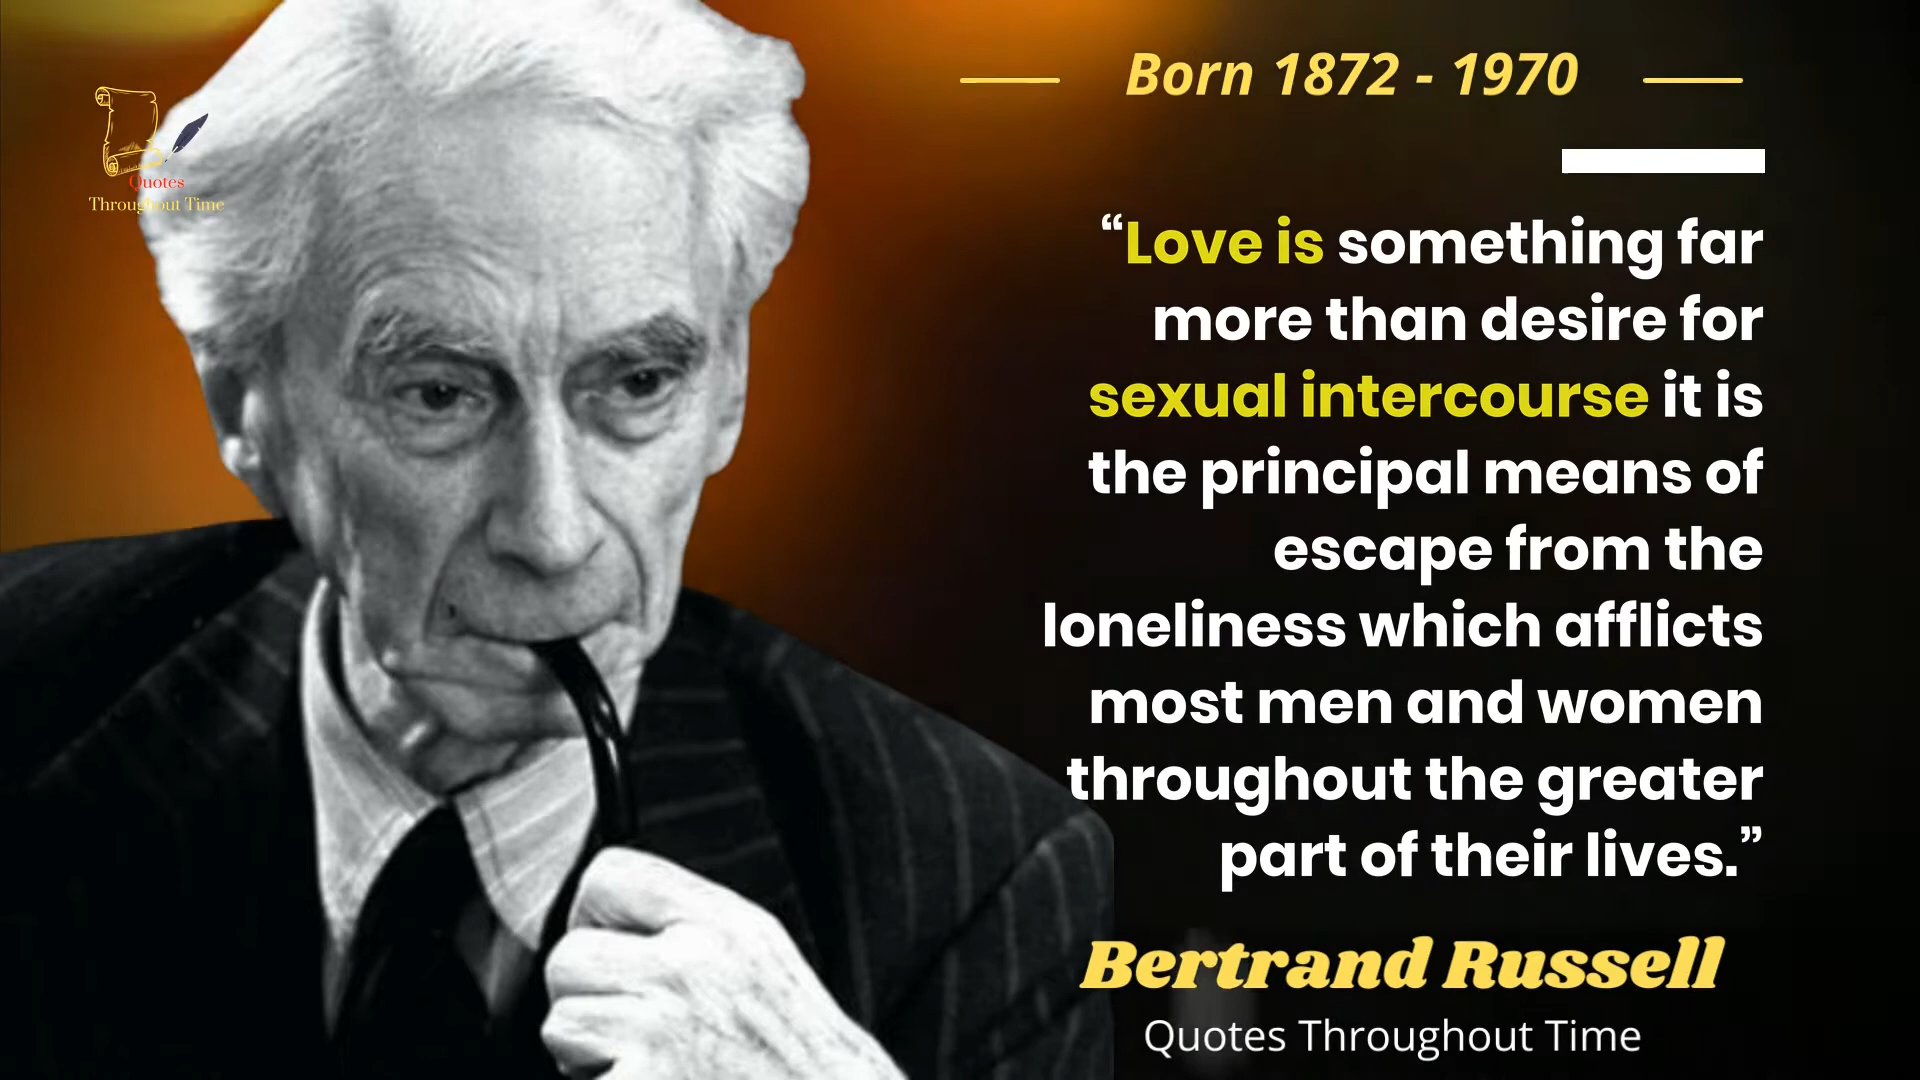 Quotes
Throughout Time
Born 1872 - 1970
“Love is something far
more than desire for
sexual intercourse it is
the principal means of
escape from the
loneliness which afflicts
most men and women
throughout the greater
part of their lives.”
Bertrand Russell
Quotes Throughout Time